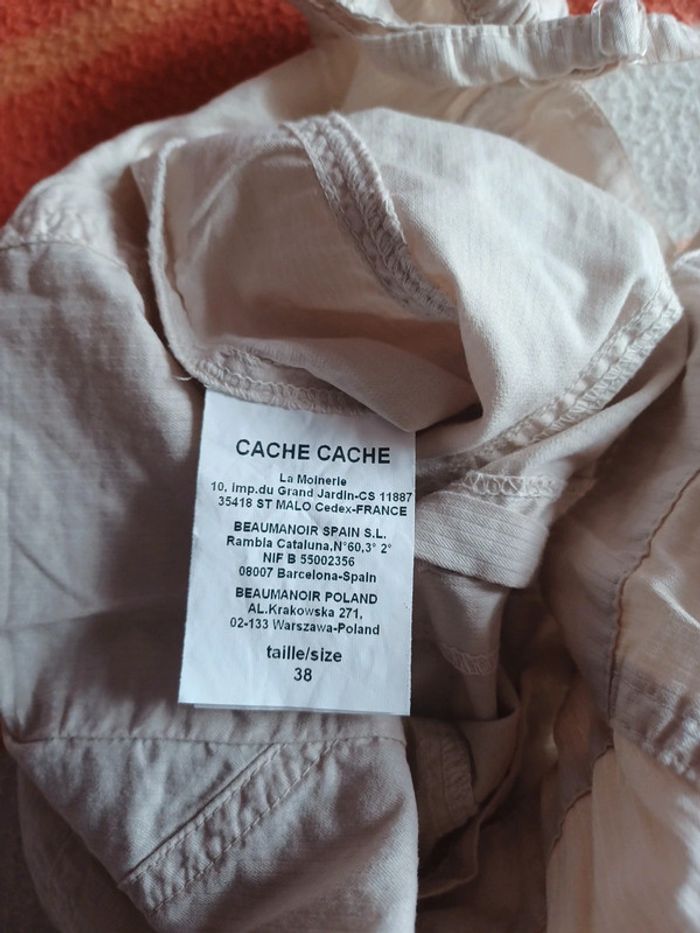 CACHE CACHE
La Moinerie
10, imp.du Grand Jardin-CS 11887
35418 ST MALO Cedex-FRANCE
BEAUMANOIR SPAIN S.L.
Rambla Cataluna,N°60,3° 2°
NIF B 55002356
08007 Barcelona-Spain
BEAUMANOIR POLAND
AL.Krakowska 271,
02-133 Warszawa-Poland
taille/size
38